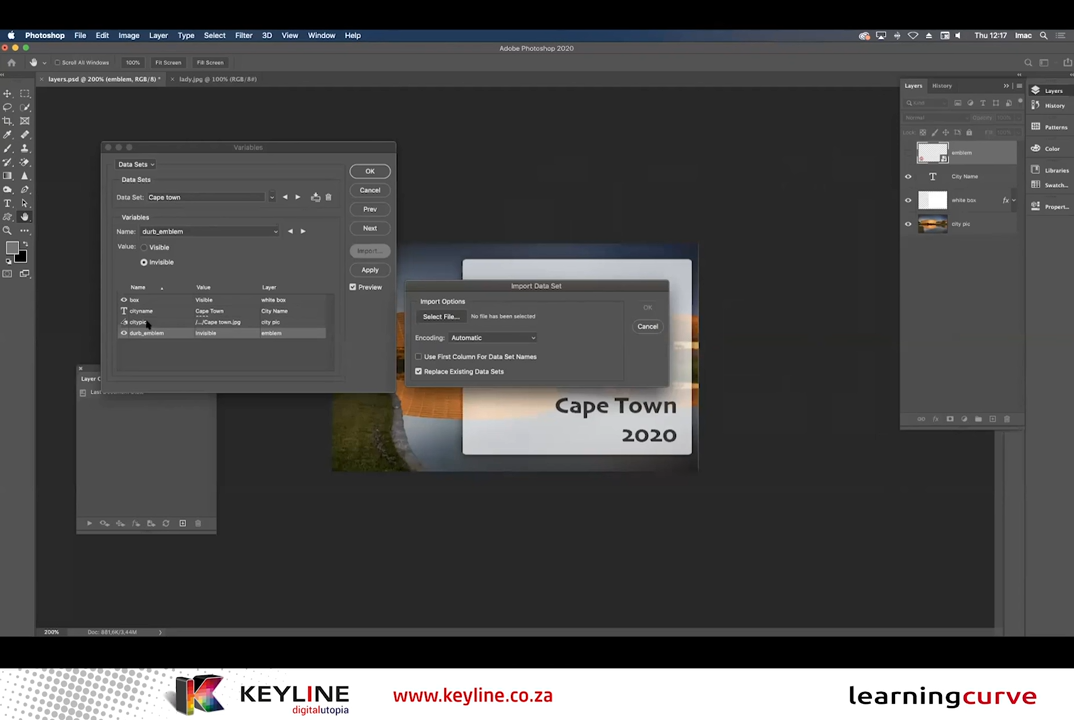 Photoshop File Edit Image Layer Type Select Filter 3D View Window Help Thu 12:17 Imac
Adobe Photoshop 2020
Scroll All Windows 100% Fit Screen Fill Screen
layers.psd @ 200% (emblem, RGB/8) * lady.jpg @ 100% (RGB/8#)
Layers History
Layers
History
Patterns
Color
Libraries
Swatch...
Propert...
Normal
Lock:
emblem
City Name
white box fx
city pic
Variables
Data Sets
Data Sets
Data Set: Cape town
Variables
Name: durb_emblem
Value: Visible
Invisible
OK
Cancel
Prev
Next
Import...
Apply
Preview
Name Value Layer
box Visible white box
cityname Cape Town City Name
citypic /.../Cape town.jpg city pic
durb_emblem Invisible emblem
Layer C
Import Data Set
Import Options
Select File... No file has been selected
Encoding: Automatic
Use First Column For Data Set Names
Replace Existing Data Sets
OK
Cancel
Cape Town
2020
200% Doc: 881,6K/3,44M
KEYLINE
digitalutopia
www.keyline.co.za
learningcurve